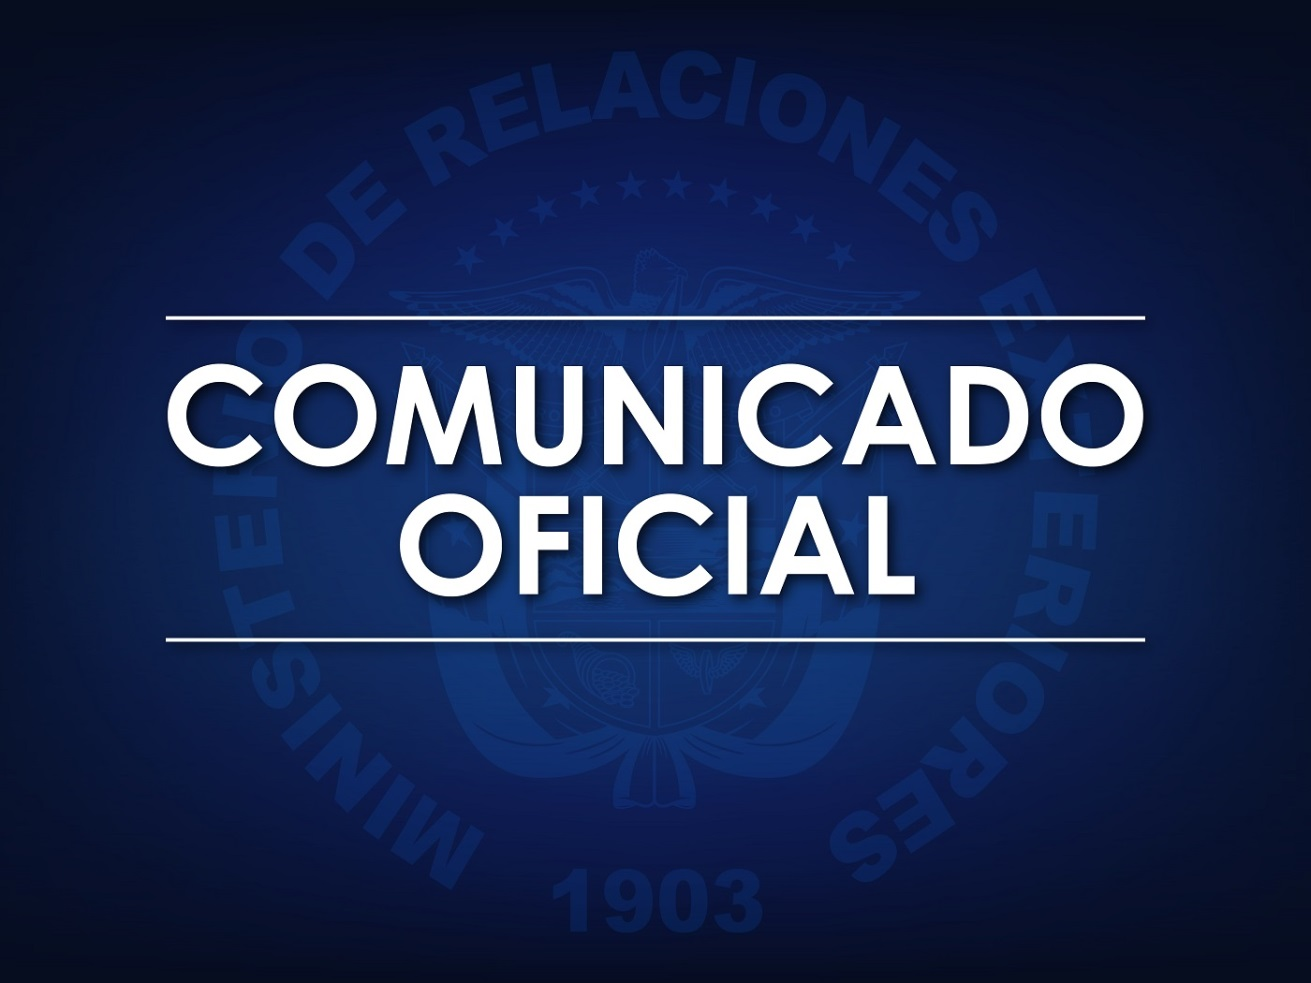 MINISTERIO DE RELACIONES EXTERIORES
COMUNICADO
OFICIAL
1903